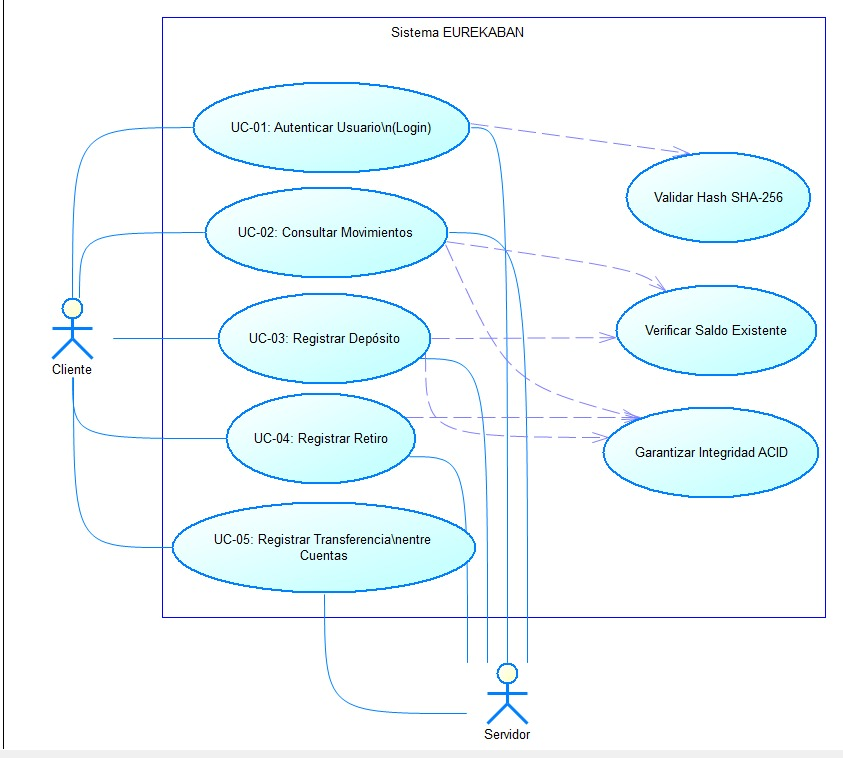 Sistema EUREKABAN
UC-01: Autenticar Usuario\n(Login)
Validar Hash SHA-256
UC-02: Consultar Movimientos
Verificar Saldo Existente
UC-03: Registrar Depósito
Cliente
UC-04: Registrar Retiro
Garantizar Integridad ACID
UC-05: Registrar Transferencia\nentre
Cuentas
Servidor